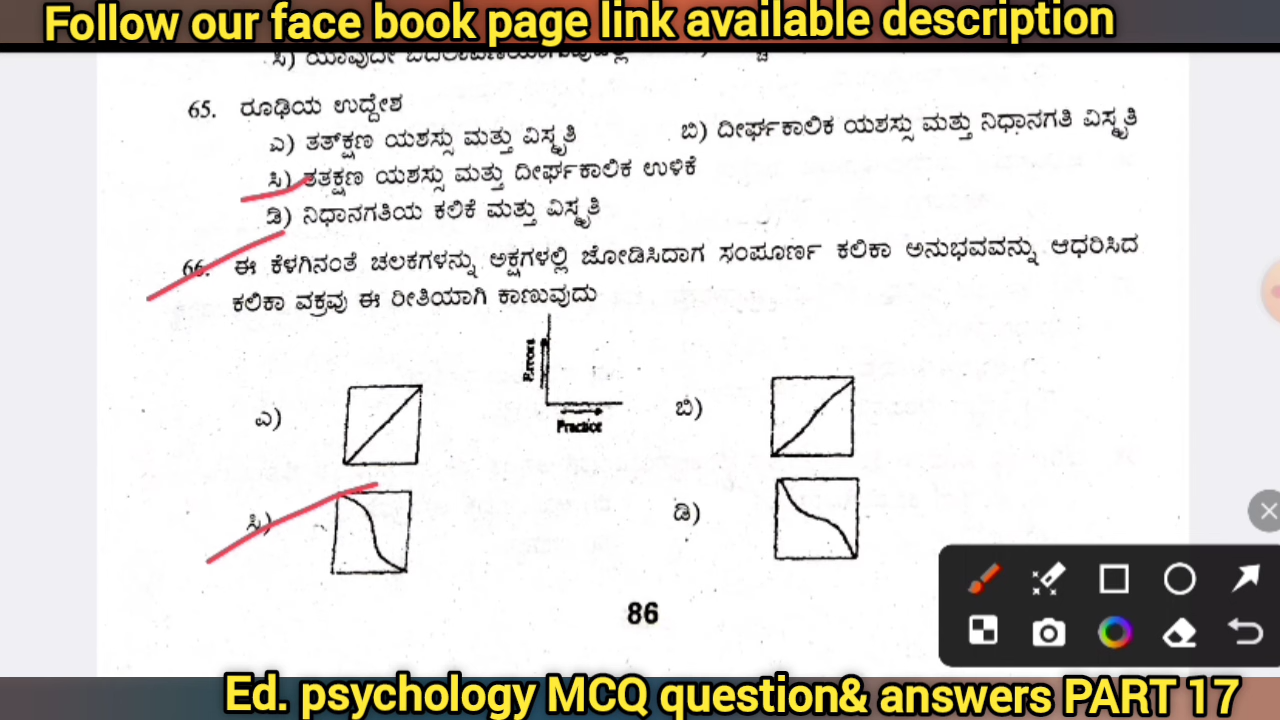 Follow our face book page link available description
65. ರೂಢಿಯ ಉದ್ದೇಶ
ಎ) ತತ್‌ಕ್ಷಣ ಯಶಸ್ಸು ಮತ್ತು ವಿಸ್ಮೃತಿ ಬಿ) ದೀರ್ಘಕಾಲಿಕ ಯಶಸ್ಸು ಮತ್ತು ನಿಧಾನಗತಿ ವಿಸ್ಮೃತಿ
ಸಿ) ತತಕ್ಷಣ ಯಶಸ್ಸು ಮತ್ತು ದೀರ್ಘಕಾಲಿಕ ಉಳಿಕೆ
ಡಿ) ನಿಧಾನಗತಿಯ ಕಲಿಕೆ ಮತ್ತು ವಿಸ್ಮೃತಿ
66. ಈ ಕೆಳಗಿನಂತೆ ಚಲಕಗಳನ್ನು ಅಕ್ಷಗಳಲ್ಲಿ ಜೋಡಿಸಿದಾಗ ಸಂಪೂರ್ಣ ಕಲಿಕಾ ಅನುಭವವನ್ನು ಆಧರಿಸಿದ
ಕಲಿಕಾ ವಕ್ರವು ಈ ರೀತಿಯಾಗಿ ಕಾಣುವುದು
Errors
Practice
ಎ) ಬಿ)
ಸಿ) ಡಿ)
86
Ed. psychology MCQ question& answers PART 17